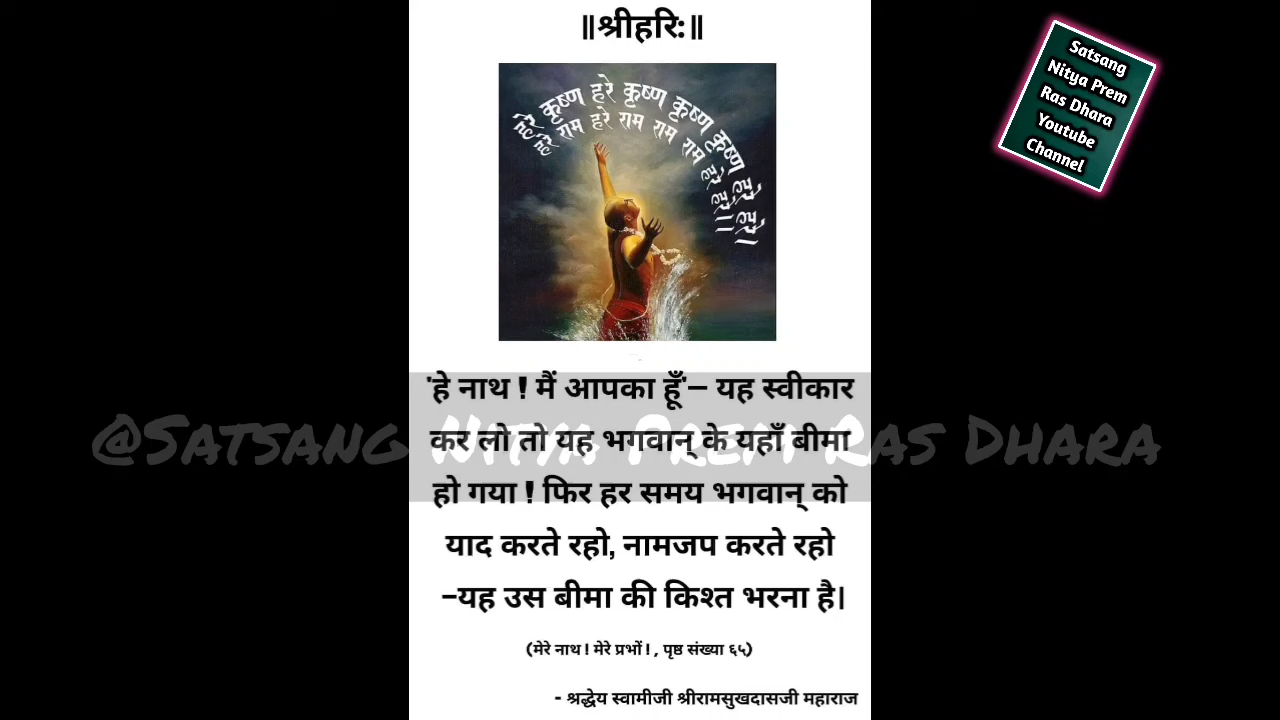 ॥श्रीहरि:॥
हरे कृष्ण हरे कृष्ण कृष्ण कृष्ण हरे हरे।
हरे राम हरे राम राम राम हरे हरे।।
Satsang
Nitya Prem
Ras Dhara
Youtube
Channel
'हे नाथ ! मैं आपका हूँ'– यह स्वीकार
कर लो तो यह भगवान् के यहाँ बीमा
हो गया ! फिर हर समय भगवान् को
याद करते रहो, नामजप करते रहो
–यह उस बीमा की किश्त भरना है।
@Satsang Nitya Prem Ras Dhara
(मेरे नाथ ! मेरे प्रभों ! , पृष्ठ संख्या ६५)
- श्रद्धेय स्वामीजी श्रीरामसुखदासजी महाराज